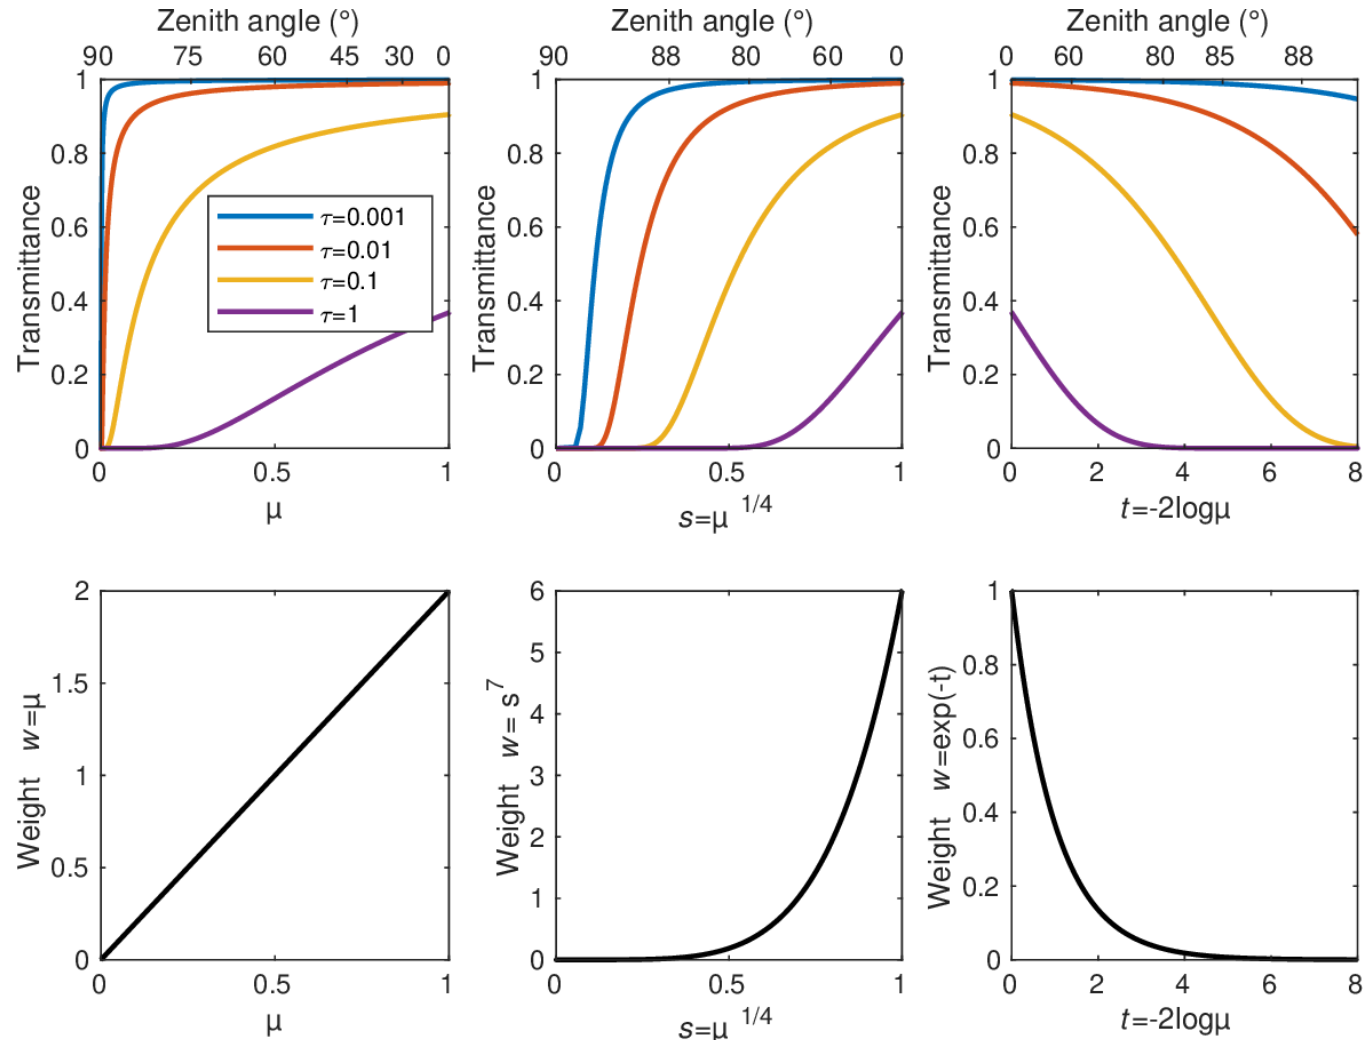 Zenith angle (°)
90 75 60 45 30 0
1
0.8
0.6
0.4
0.2
0
Transmittance
τ=0.001
τ=0.01
τ=0.1
τ=1
0 0.5 1
μ
Zenith angle (°)
90 88 80 60 0
1
0.8
0.6
0.4
0.2
0
Transmittance
0 0.5 1
s=μ 1/4
Zenith angle (°)
0 60 80 85 88
1
0.8
0.6
0.4
0.2
0
Transmittance
0 2 4 6 8
t=-2logμ
2
1.5
1
0.5
0
Weight w=μ
0 0.5 1
μ
6
5
4
3
2
1
0
Weight w= s7
0 0.5 1
s=μ 1/4
1
0.8
0.6
0.4
0.2
0
Weight w=exp(-t)
0 2 4 6 8
t=-2logμ